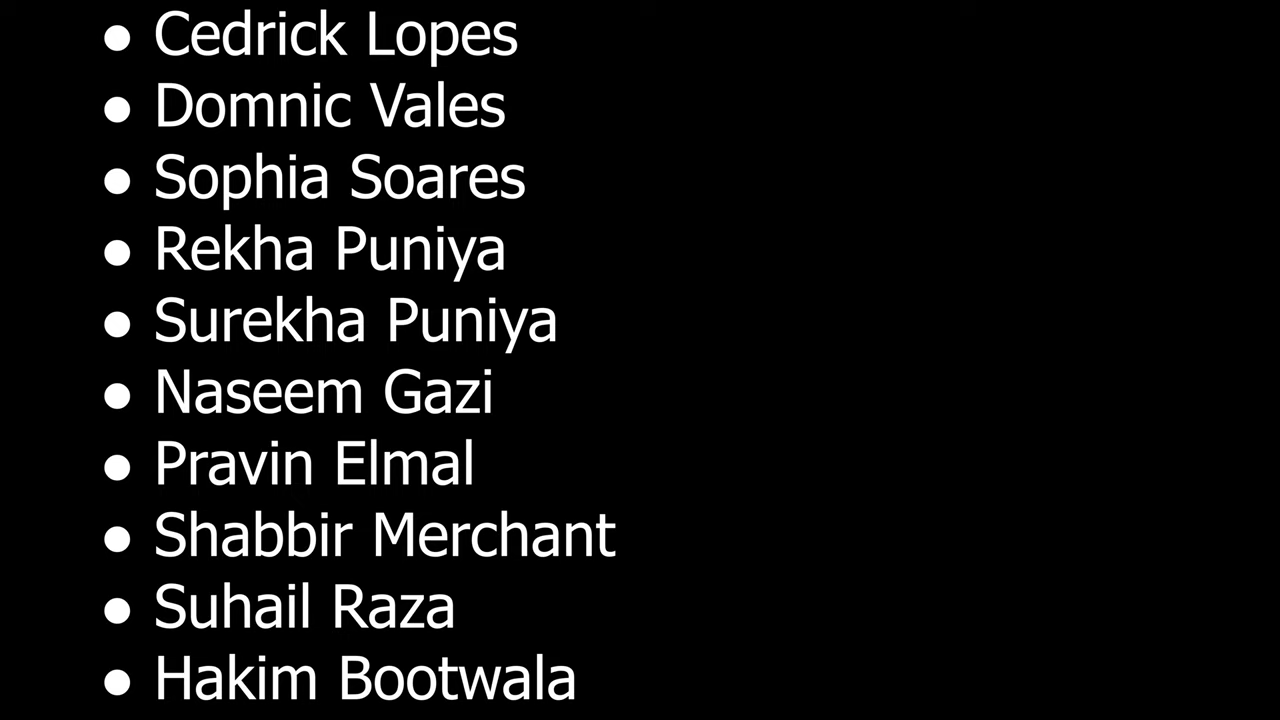 ● Cedrick Lopes
● Domnic Vales
● Sophia Soares
● Rekha Puniya
● Surekha Puniya
● Naseem Gazi
● Pravin Elmal
● Shabbir Merchant
● Suhail Raza
● Hakim Bootwala